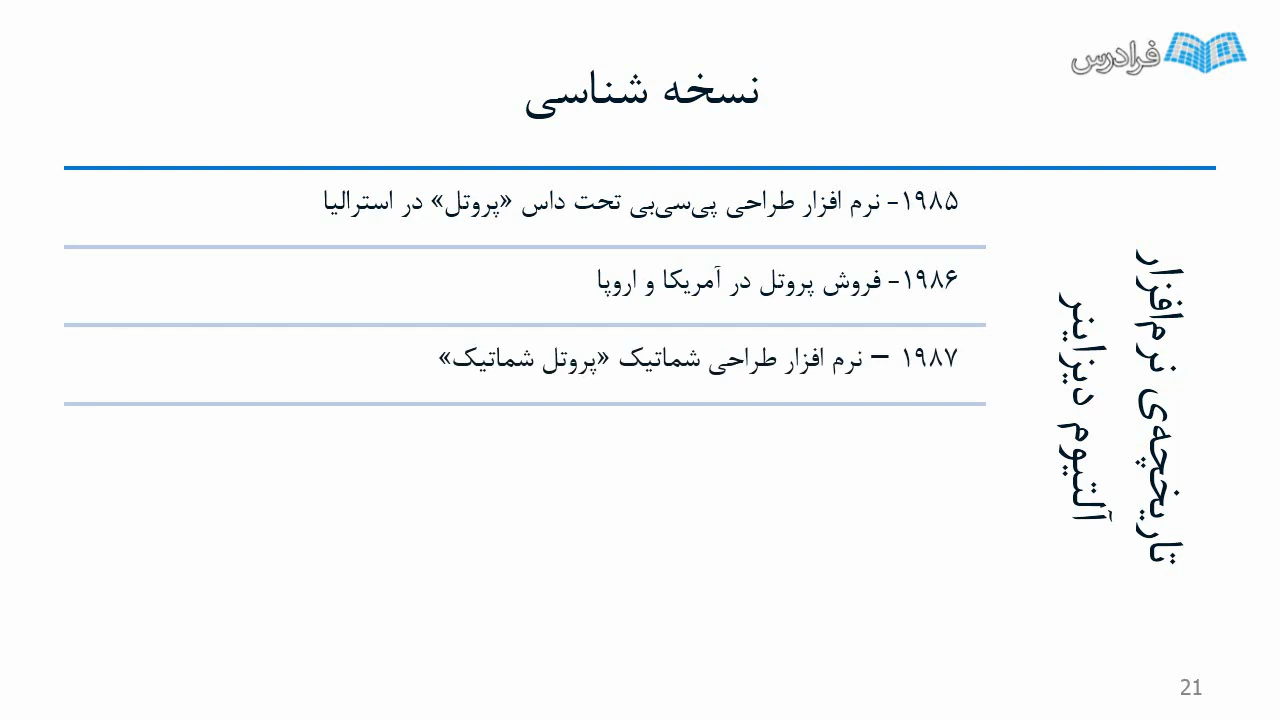 فرادرس
نسخه شناسی
۱۹۸۵- نرم افزار طراحی پی‌سی‌بی تحت داس «پروتل» در استرالیا
۱۹۸۶- فروش پروتل در آمریکا و اروپا
۱۹۸۷ – نرم افزار طراحی شماتیک «پروتل شماتیک»
تاریخچه‌ی نرم‌افزار
آلتیوم دیزاینر
21